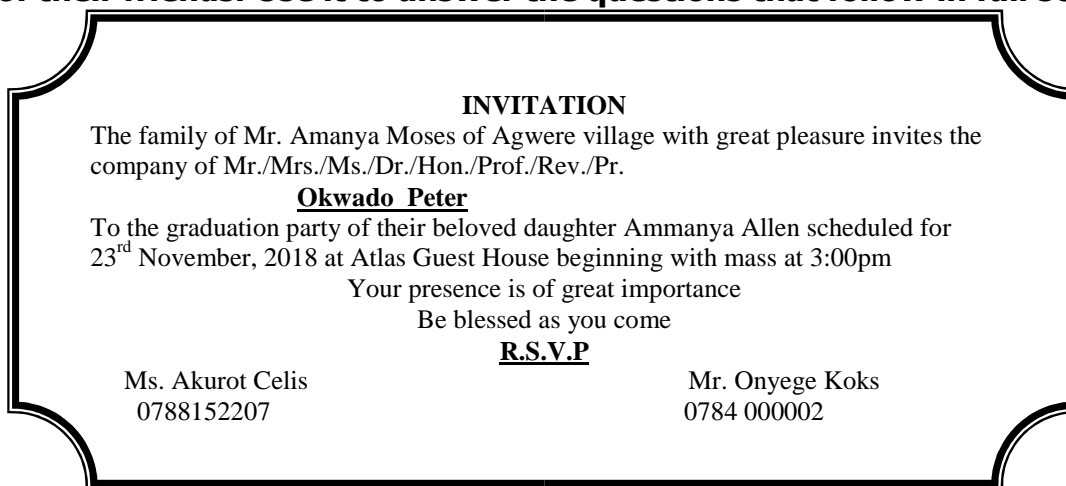 their friends. Use it to answer the questions that follow in full
INVITATION
The family of Mr. Amanya Moses of Agwere village with great pleasure invites the
company of Mr./Mrs./Ms./Dr./Hon./Prof./Rev./Pr.
Okwado Peter
To the graduation party of their beloved daughter Ammanya Allen scheduled for
23rd November, 2018 at Atlas Guest House beginning with mass at 3:00pm
Your presence is of great importance
Be blessed as you come
R.S.V.P
Ms. Akurot Celis Mr. Onyege Koks
0788152207 0784 000002